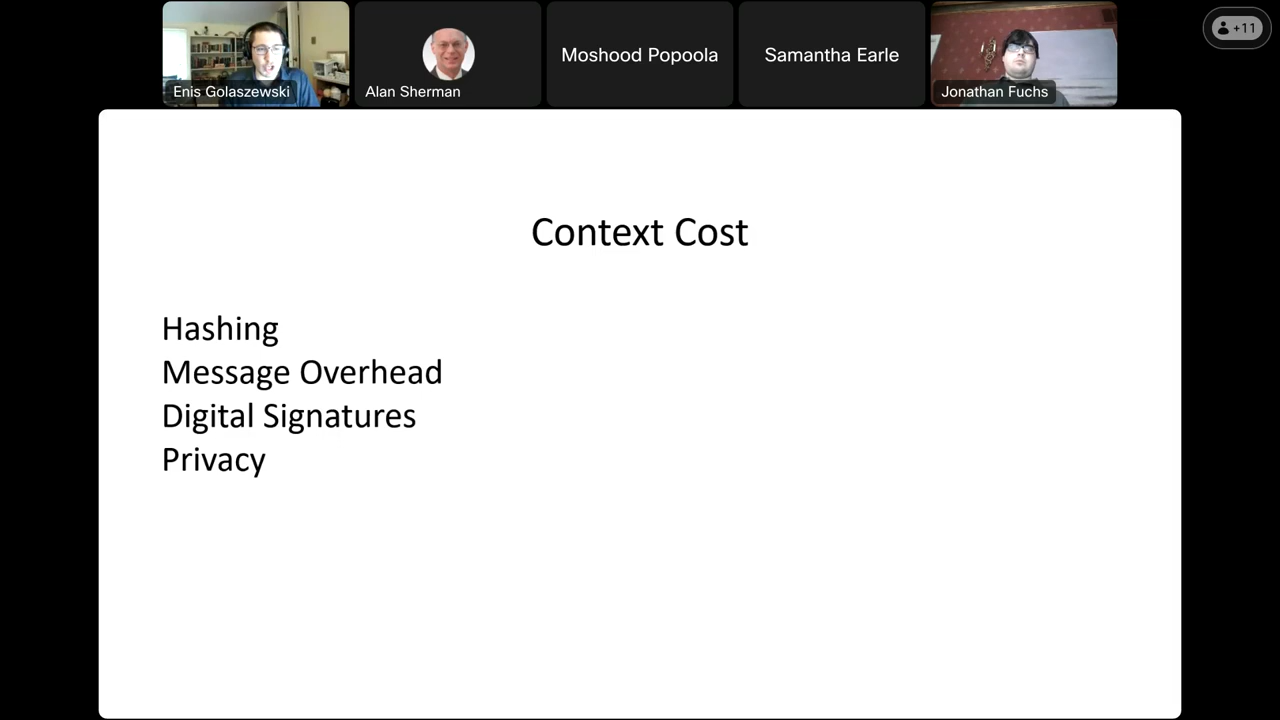 Enis Golaszewski
Alan Sherman
Moshood Popoola
Samantha Earle
Jonathan Fuchs
+11
Context Cost
Hashing
Message Overhead
Digital Signatures
Privacy